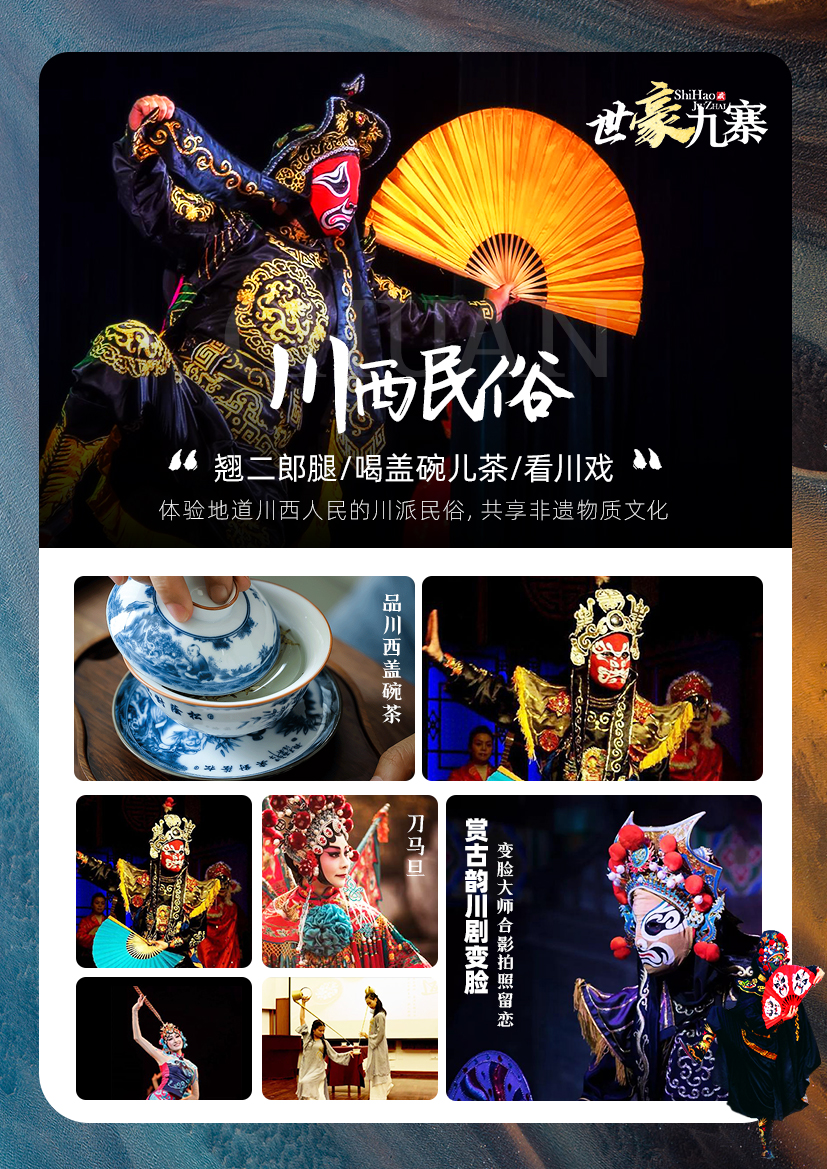 世豪九寨
ShiHao
JiuZHAI
川西民俗
“翘二郎腿/喝盖碗儿茶/看川戏”
体验地道川西人民的川派民俗, 共享非遗物质文化
品川西盖碗茶
刀马旦
赏古韵川剧变脸
变脸大师合影拍照留恋